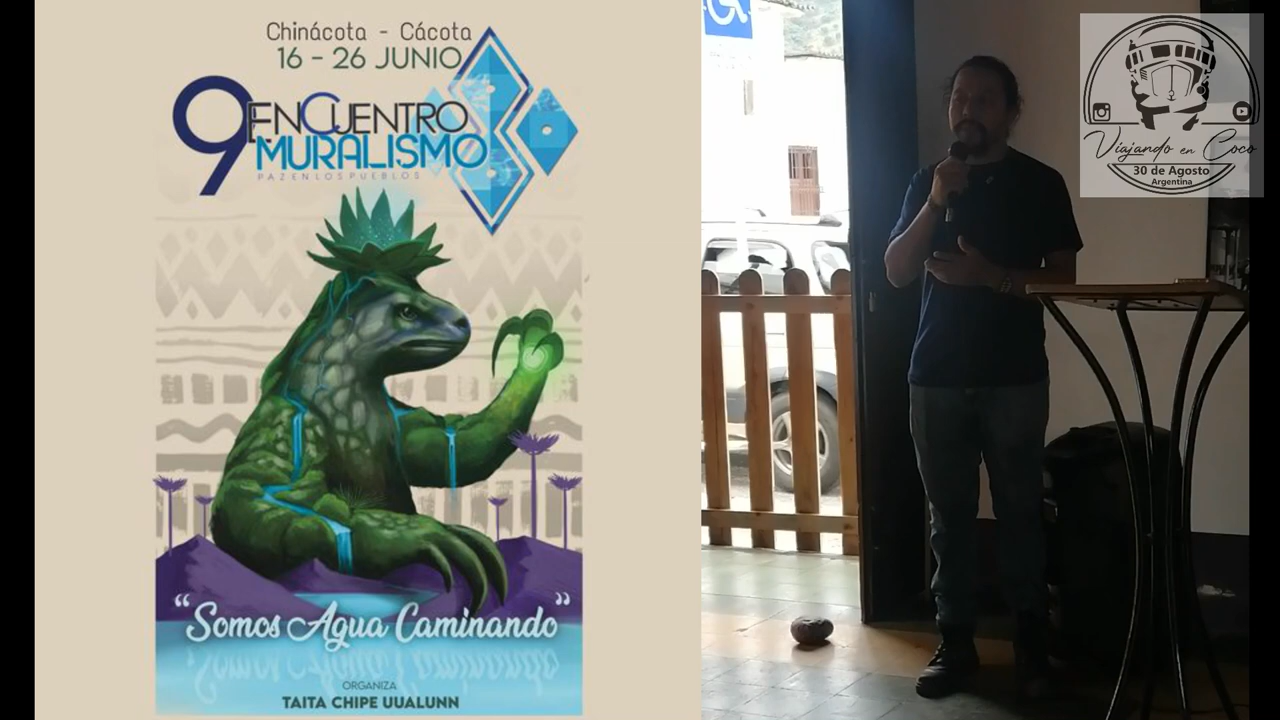 Chinácota - Cácota
16 - 26 JUNIO
9 ENCUENTRO
MURALISMO
PAZ EN LOS PUEBLOS
"Somos Agua Caminando"
ORGANIZA
TAITA CHIPE UUALUNN
Viajando en Coco
30 de Agosto
Argentina